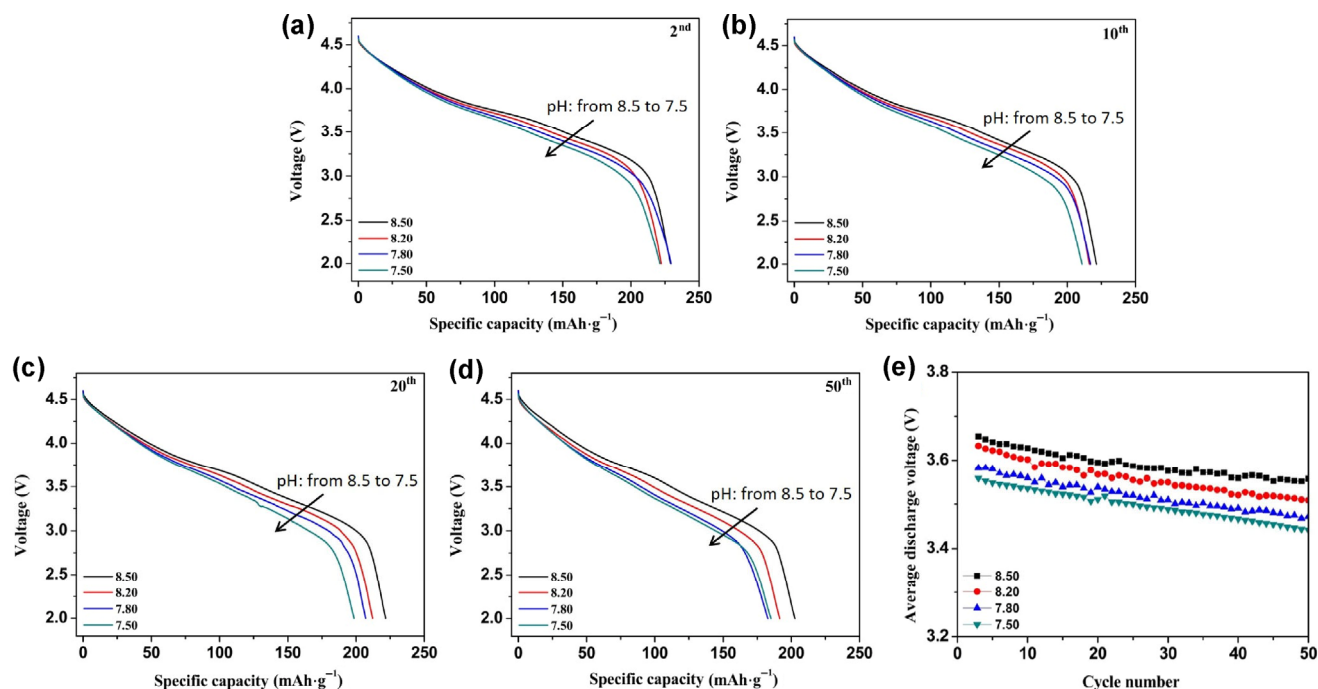 (a)
2nd
4.5
4.0
3.5
3.0
2.5
2.0
Voltage (V)
pH: from 8.5 to 7.5
8.50
8.20
7.80
7.50
0 50 100 150 200 250
Specific capacity (mAh·g⁻¹)
(b)
10th
4.5
4.0
3.5
3.0
2.5
2.0
Voltage (V)
pH: from 8.5 to 7.5
8.50
8.20
7.80
7.50
0 50 100 150 200 250
Specific capacity (mAh·g⁻¹)
(c)
20th
4.5
4.0
3.5
3.0
2.5
2.0
Voltage (V)
pH: from 8.5 to 7.5
8.50
8.20
7.80
7.50
0 50 100 150 200 250
Specific capacity (mAh·g⁻¹)
(d)
50th
4.5
4.0
3.5
3.0
2.5
2.0
Voltage (V)
pH: from 8.5 to 7.5
8.50
8.20
7.80
7.50
0 50 100 150 200 250
Specific capacity (mAh·g⁻¹)
(e)
3.8
3.6
3.4
3.2
Average discharge voltage (V)
8.50
8.20
7.80
7.50
0 10 20 30 40 50
Cycle number